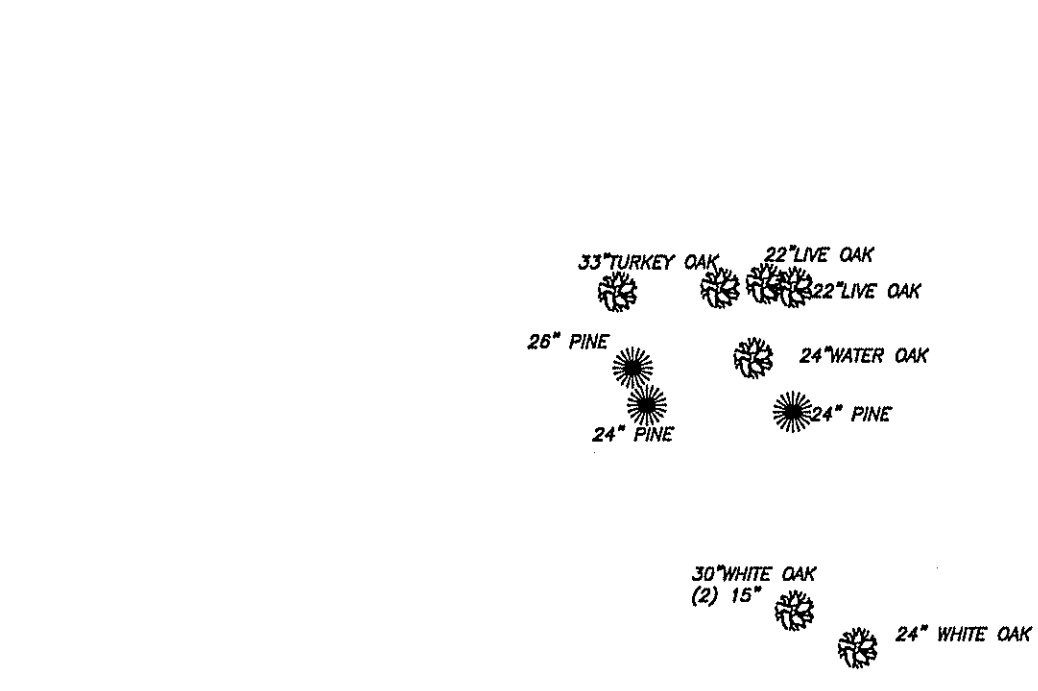 22"LIVE OAK
33"TURKEY OAK
22"LIVE OAK
26" PINE
24"WATER OAK
24" PINE
24" PINE
30"WHITE OAK
(2) 15"
24" WHITE OAK